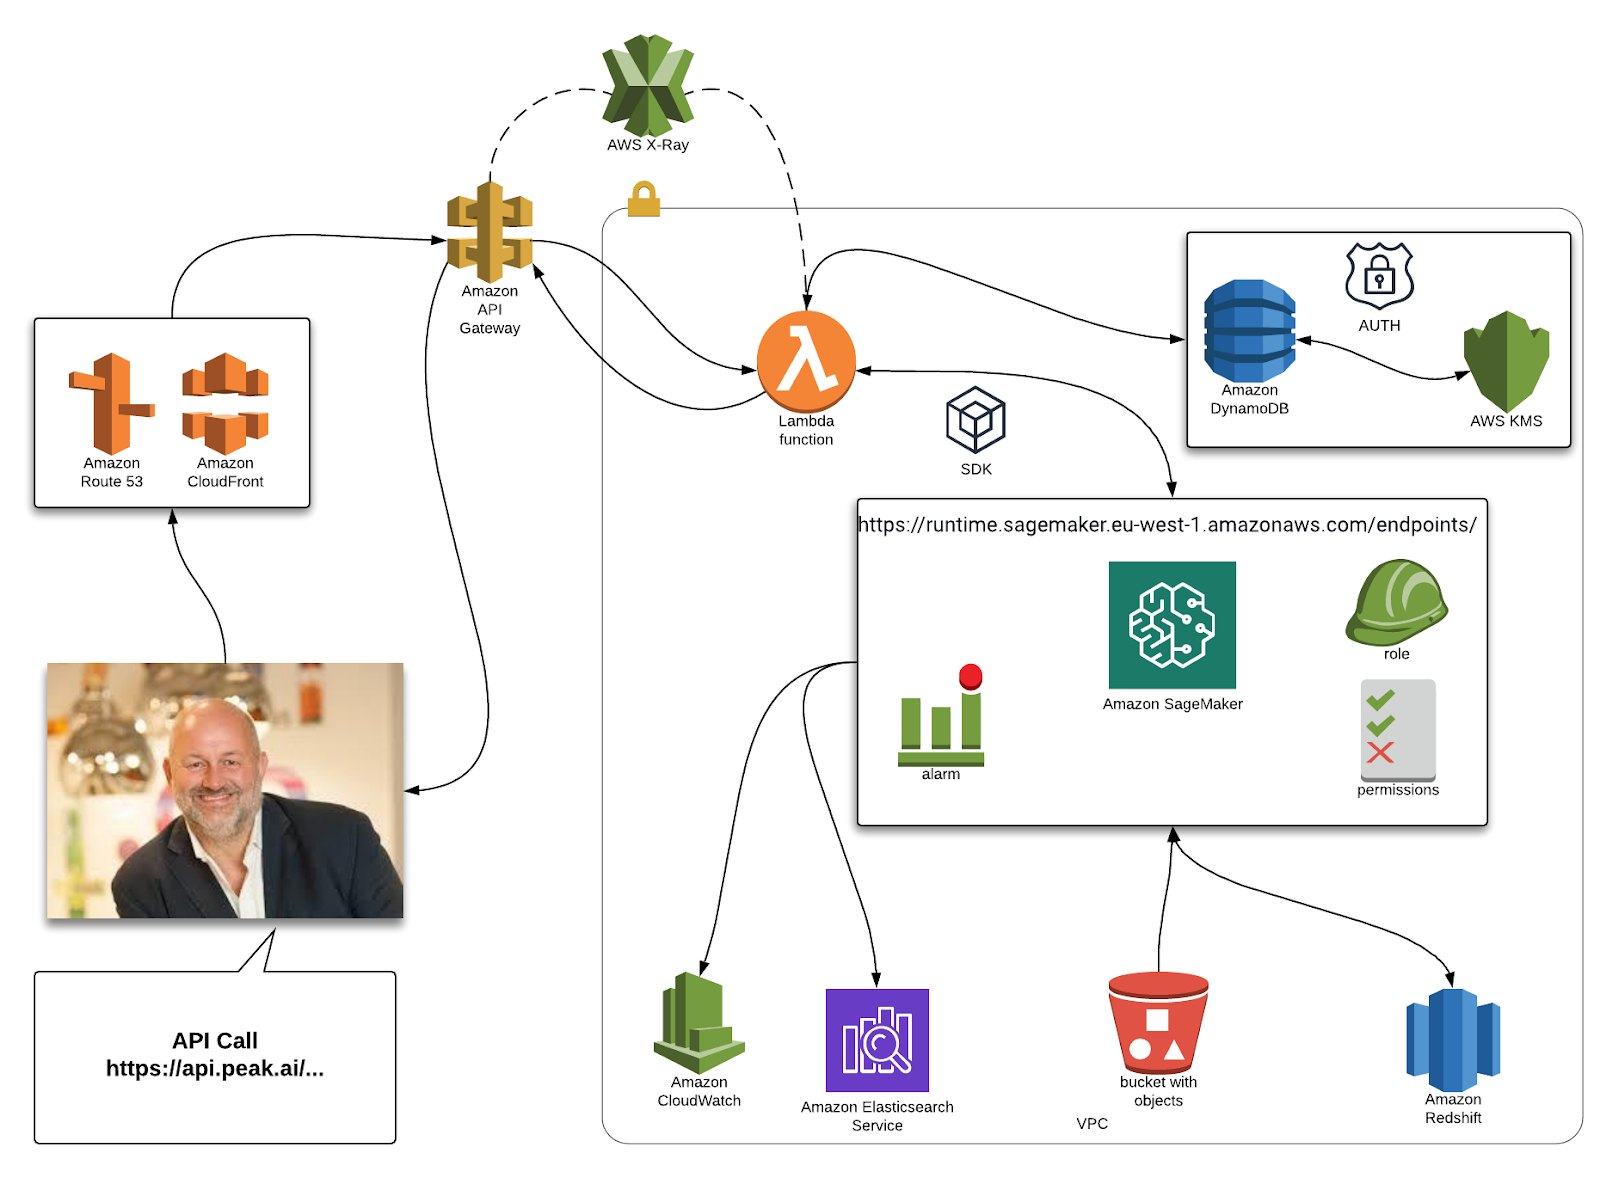 AWS X-Ray
Amazon
API
Gateway
AUTH
Amazon
DynamoDB
AWS KMS
Lambda
function
SDK
Amazon
Route 53
Amazon
CloudFront
https://runtime.sagemaker.eu-west-1.amazonaws.com/endpoints/
Amazon SageMaker
role
alarm
permissions
API Call
https://api.peak.ai/...
Amazon
CloudWatch
Amazon Elasticsearch
Service
bucket with
objects
VPC
Amazon
Redshift